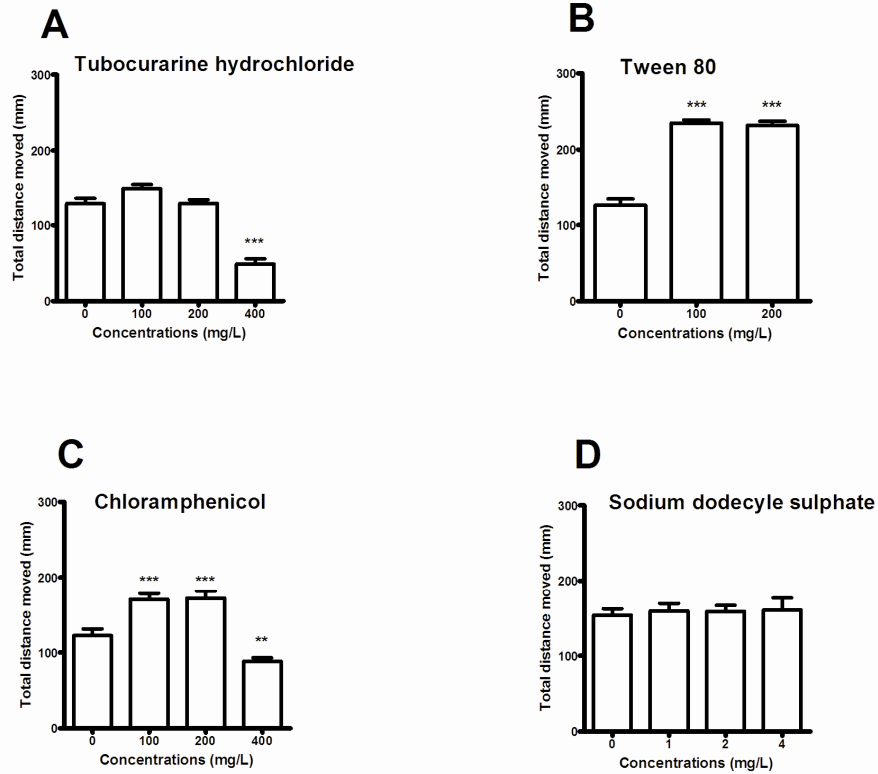 A
Tubocurarine hydrochloride
Total distance moved (mm)
300
200
100
0
***
0 100 200 400
Concentrations (mg/L)
B
Tween 80
Total distance moved (mm)
300
200
100
0
*** ***
0 100 200
Concentrations (mg/L)
C
Chloramphenicol
Total distance moved (mm)
300
200
100
0
*** ***
**
0 100 200 400
Concentrations (mg/L)
D
Sodium dodecyle sulphate
Total distance moved (mm)
300
200
100
0
0 1 2 4
Concentrations (mg/L)